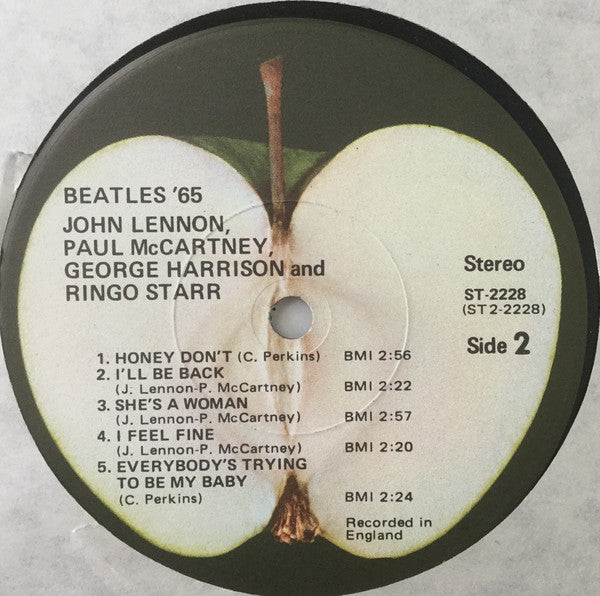 BEATLES '65
JOHN LENNON,
PAUL McCARTNEY,
GEORGE HARRISON and
RINGO STARR
Stereo
ST-2228
(ST 2-2228)
Side 2
1. HONEY DON'T (C. Perkins) BMI 2:56
2. I'LL BE BACK
(J. Lennon-P. McCartney) BMI 2:22
3. SHE'S A WOMAN
(J. Lennon-P. McCartney) BMI 2:57
4. I FEEL FINE
(J. Lennon-P. McCartney) BMI 2:20
5. EVERYBODY'S TRYING
TO BE MY BABY
(C. Perkins) BMI 2:24
Recorded in
England